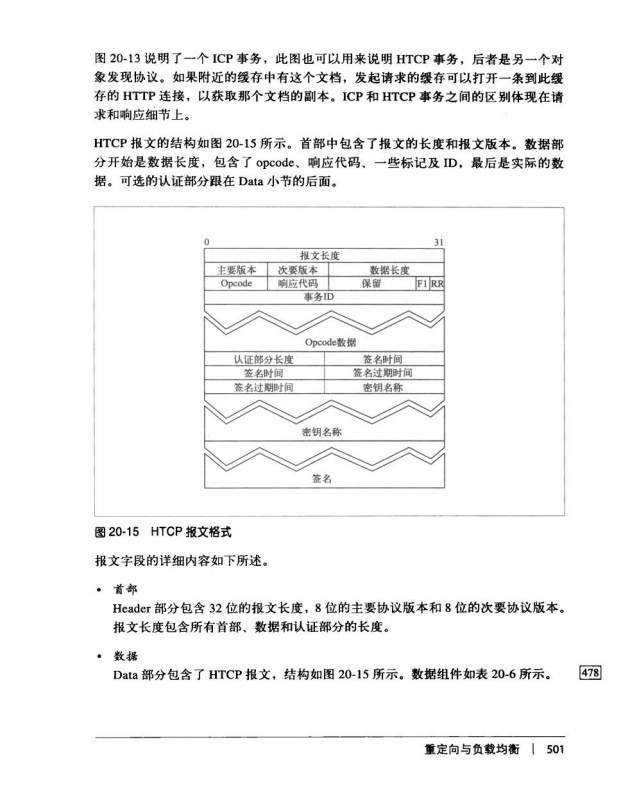 图 20-13 说明了一个 ICP 事务，此图也可以用来说明 HTCP 事务，后者是另一个对
象发现协议。如果附近的缓存中有这个文档，发起请求的缓存可以打开一条到此缓
存的 HTTP 连接，以获取那个文档的副本。ICP 和 HTCP 事务之间的区别体现在请
求和响应细节上。
HTCP 报文的结构如图 20-15 所示。首部中包含了报文的长度和报文版本。数据部
分开始是数据长度，包含了 opcode、响应代码、一些标记及 ID，最后是实际的数
据。可选的认证部分跟在 Data 小节的后面。
0 31
报文长度
主要版本 次要版本 数据长度
Opcode 响应代码 保留 F1 RR
事务ID
Opcode数据
认证部分长度 签名时间
签名时间 签名过期时间
签名过期时间 密钥名称
密钥名称
签名
图 20-15 HTCP 报文格式
报文字段的详细内容如下所述。
• 首部
Header 部分包含 32 位的报文长度，8 位的主要协议版本和 8 位的次要协议版本。
报文长度包含所有首部、数据和认证部分的长度。
• 数据
Data 部分包含了 HTCP 报文，结构如图 20-15 所示。数据组件如表 20-6 所示。 478
重定向与负载均衡 | 501